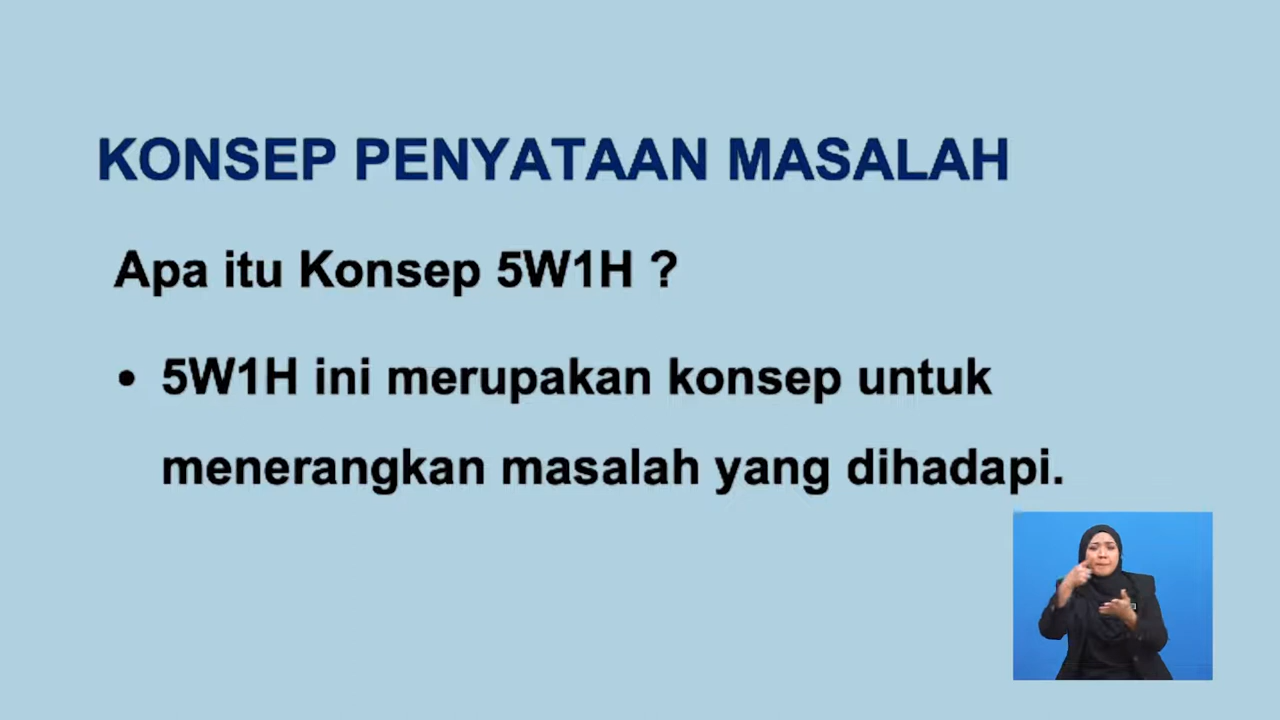 KONSEP PENYATAAN MASALAH
Apa itu Konsep 5W1H ?
• 5W1H ini merupakan konsep untuk
menerangkan masalah yang dihadapi.